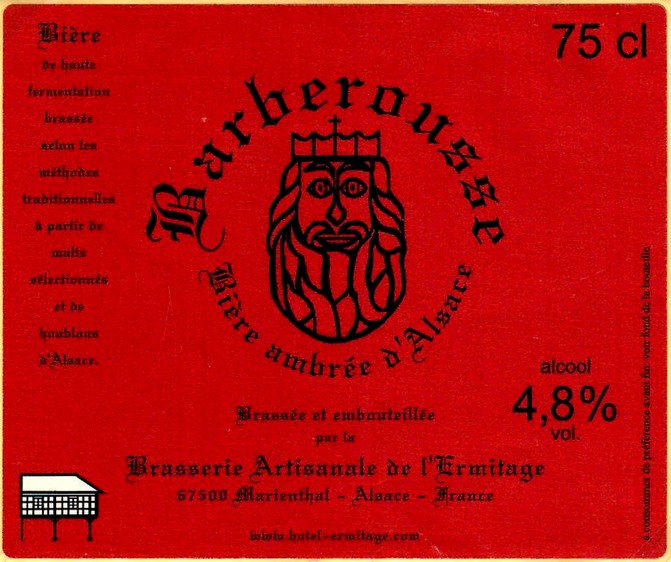 Bière
de haute
fermentation
brassée
selon les
méthodes
traditionnelles
à partir de
malts
sélectionnés
et de
houblons
d'Alsace.
75 cl
Barberousse
Bière ambrée d'Alsace
alcool
4,8%
vol.
Brassée et embouteillée
par la
Brasserie Artisanale de l'Ermitage
67500 Marienthal - Alsace - France
www.hotel-ermitage.com
à consommer de préférence avant fin: voir fond de la bouteille